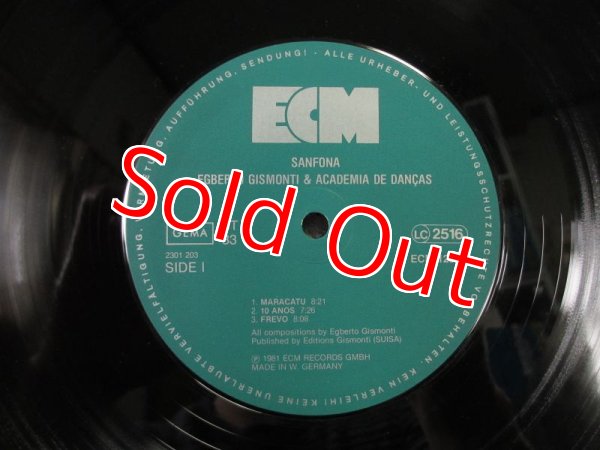 ECM
SANFONA
EGBERTO GISMONTI & ACADEMIA DE DANÇAS
Sold Out
GEMA
LC 2516
2301 203
SIDE I
1. MARACATU 8:21
2. 10 ANOS 7:26
3. FREVO 8:08
All compositions by Egberto Gismonti
Published by Editions Gismonti (SUISA)
℗ 1981 ECM RECORDS GMBH
MADE IN W. GERMANY
AUFFÜHRUNG, SENDUNG! - ALLE URHEBER- UND LEISTUNGSSCHUTZRECHTE VORBEHALTEN. KEIN VERLEIH! KEINE UNERLAUBTE VERVIELFÄLTIGUNG,